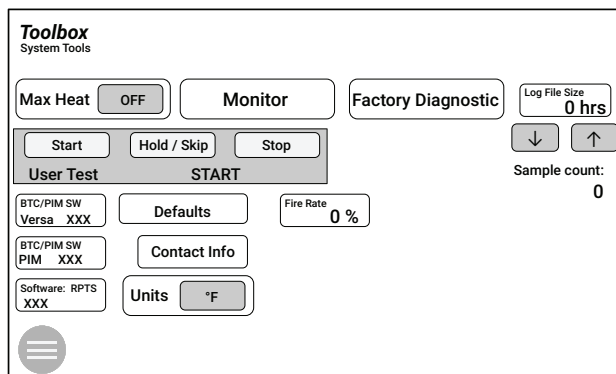 Toolbox
System Tools
Max Heat OFF Monitor Factory Diagnostic Log File Size
0 hrs
↓ ↑
Start Hold / Skip Stop
User Test START
Sample count:
0
BTC/PIM SW
Versa XXX
Defaults
Fire Rate
0 %
BTC/PIM SW
PIM XXX
Contact Info
Software: RPTS
XXX
Units °F